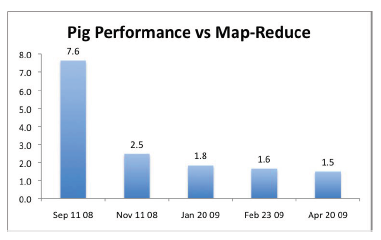 Pig Performance vs Map-Reduce
8.0
7.0
6.0
5.0
4.0
3.0
2.0
1.0
0.0
7.6
2.5
1.8
1.6
1.5
Sep 11 08
Nov 11 08
Jan 20 09
Feb 23 09
Apr 20 09